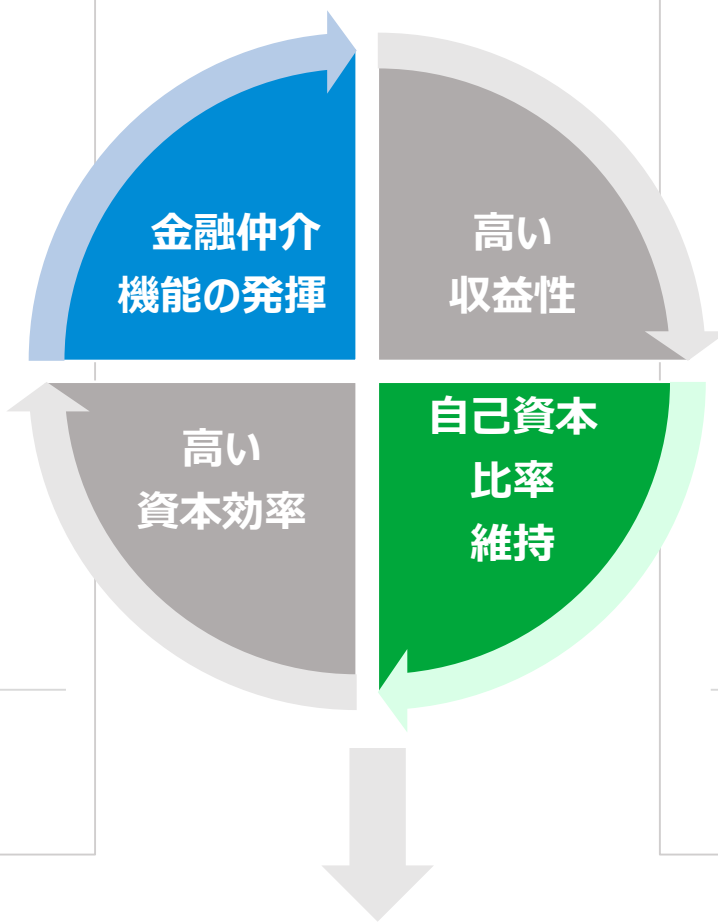 金融仲介
機能の発揮
高い
収益性
高い
資本効率
自己資本
比率
維持